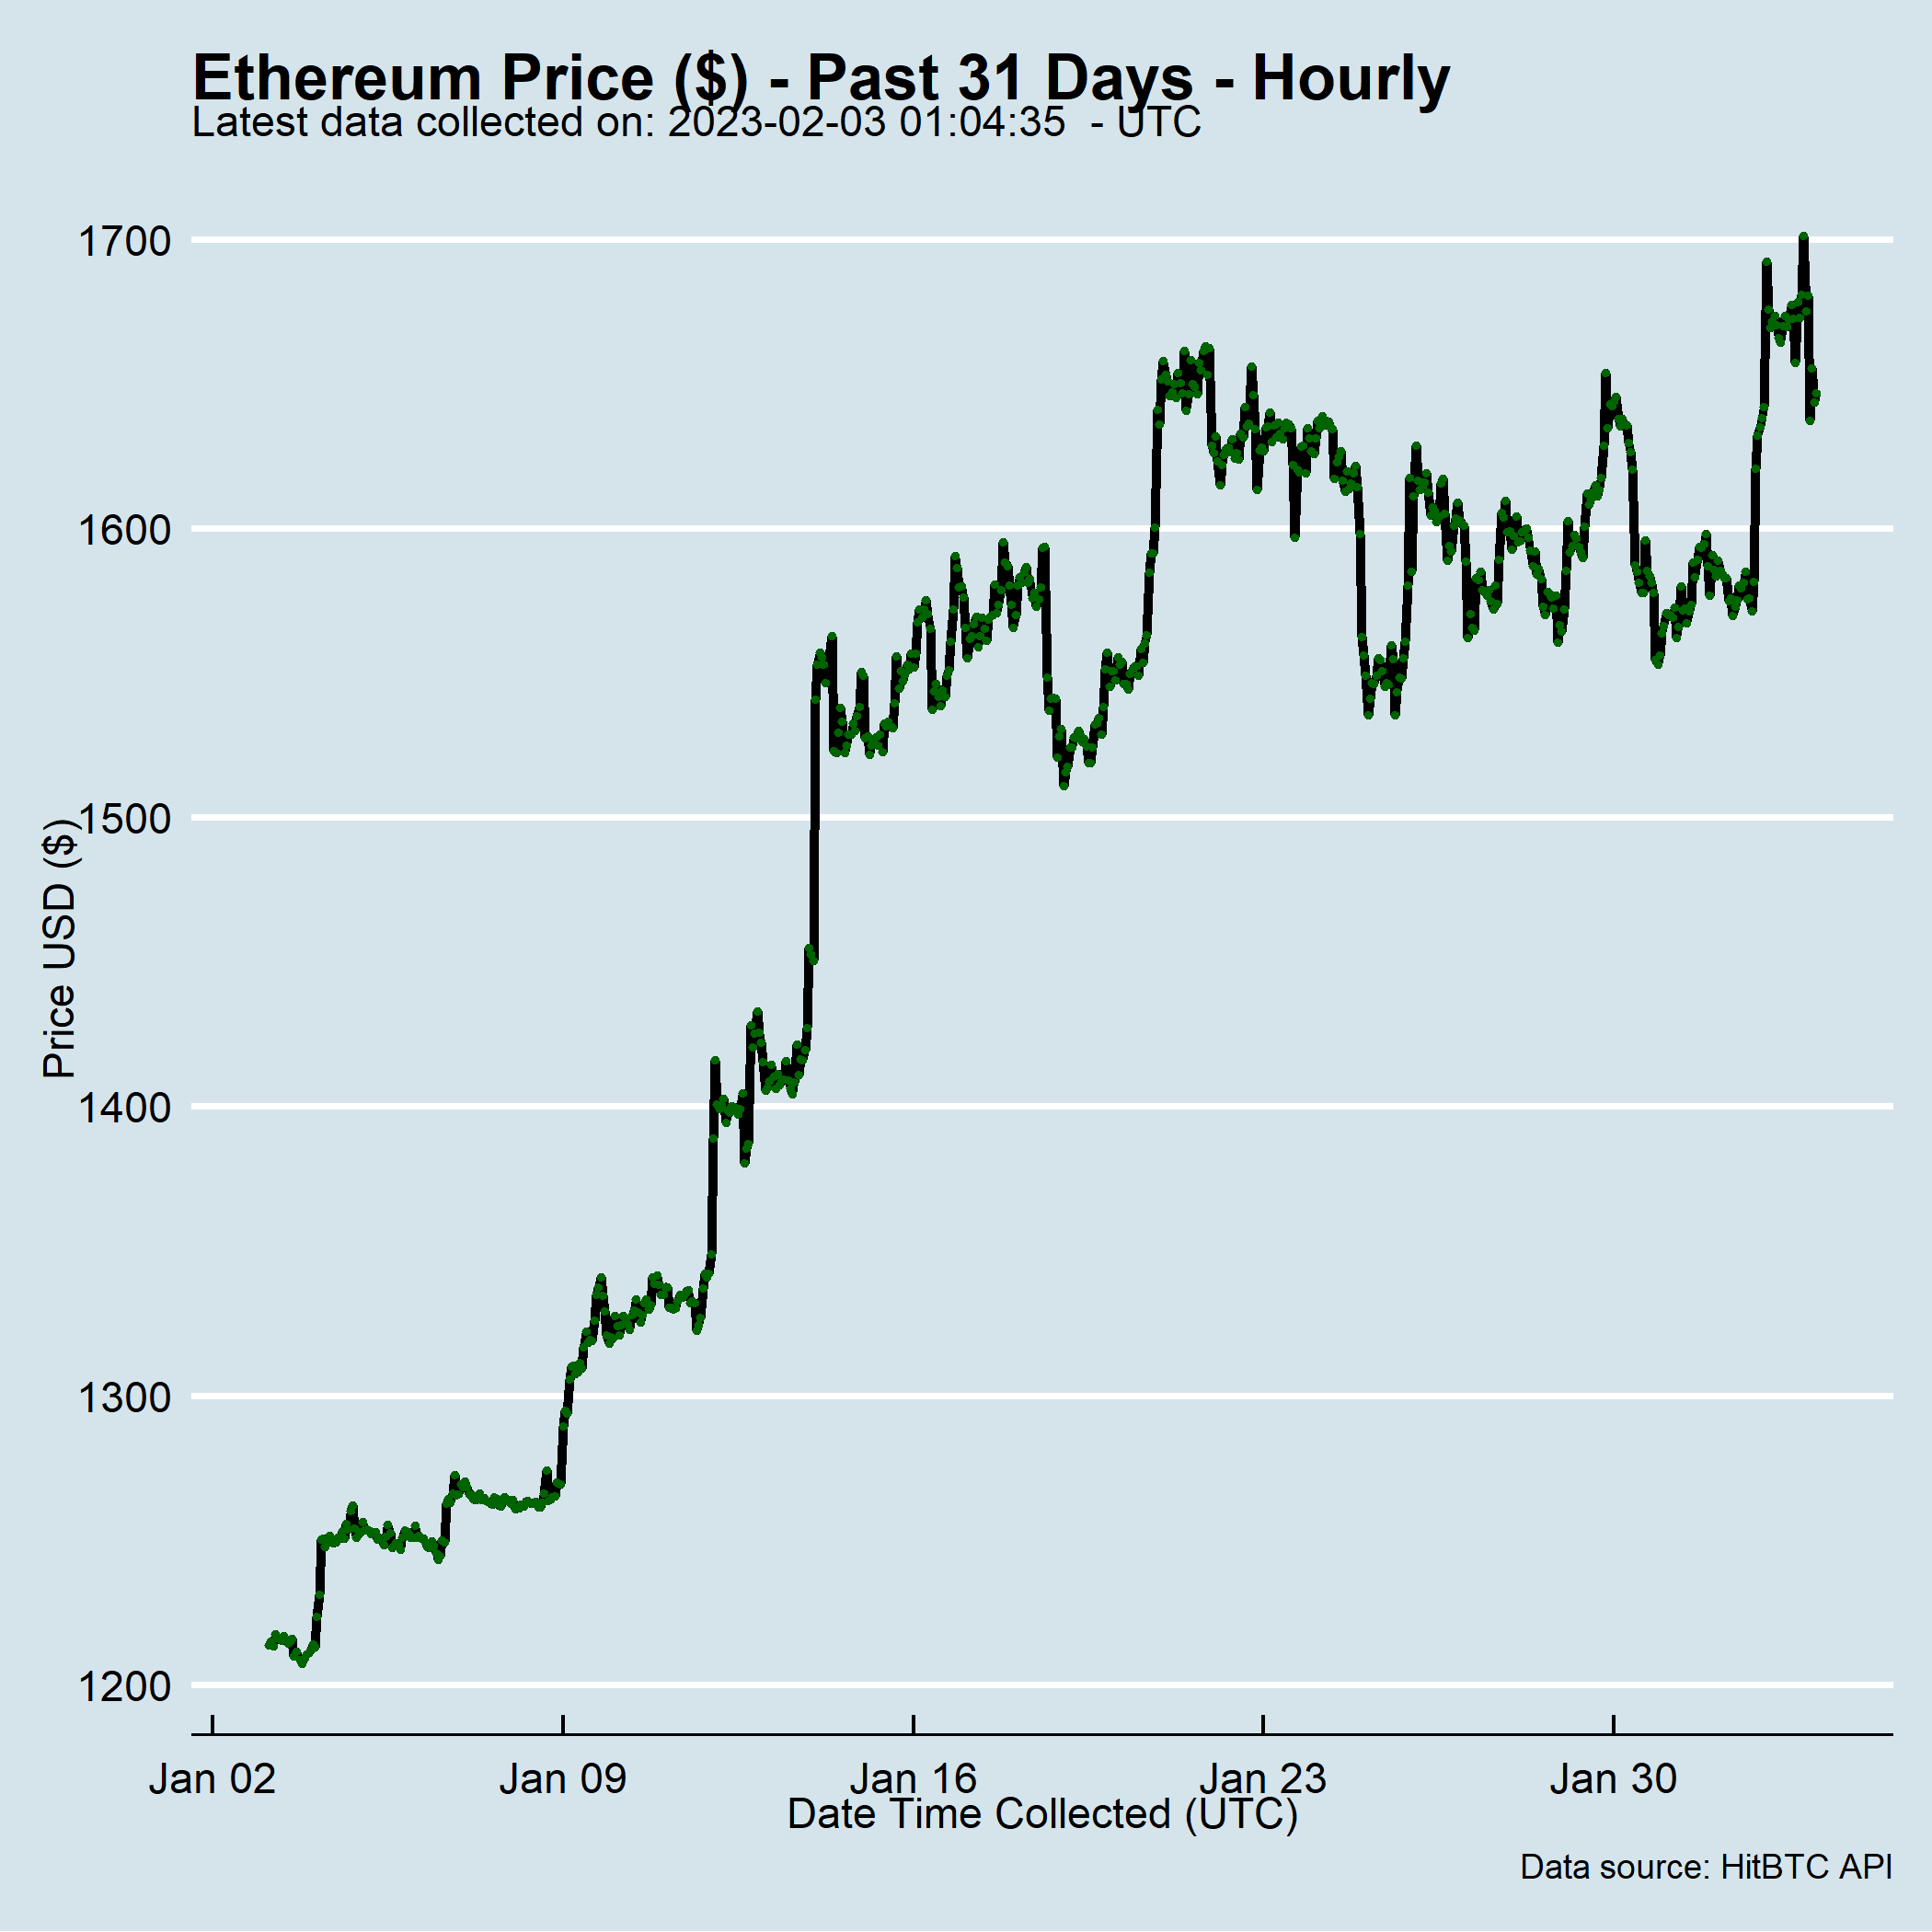 Ethereum Price ($) - Past 31 Days - Hourly
Latest data collected on: 2023-02-03 01:04:35  - UTC
1700
1600
1500
1400
1300
1200
Price USD ($)
Jan 02
Jan 09
Jan 16
Jan 23
Jan 30
Date Time Collected (UTC)
Data source: HitBTC API